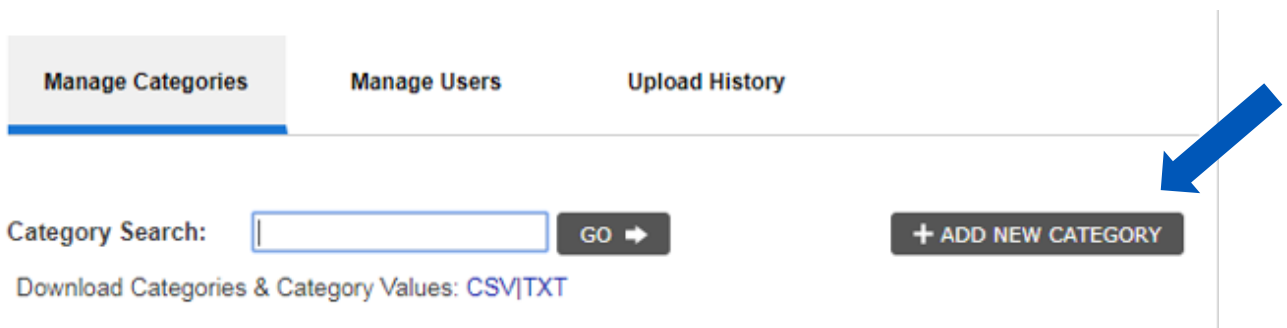 Manage Categories Manage Users Upload History
Category Search: GO + ADD NEW CATEGORY
Download Categories & Category Values: CSV|TXT